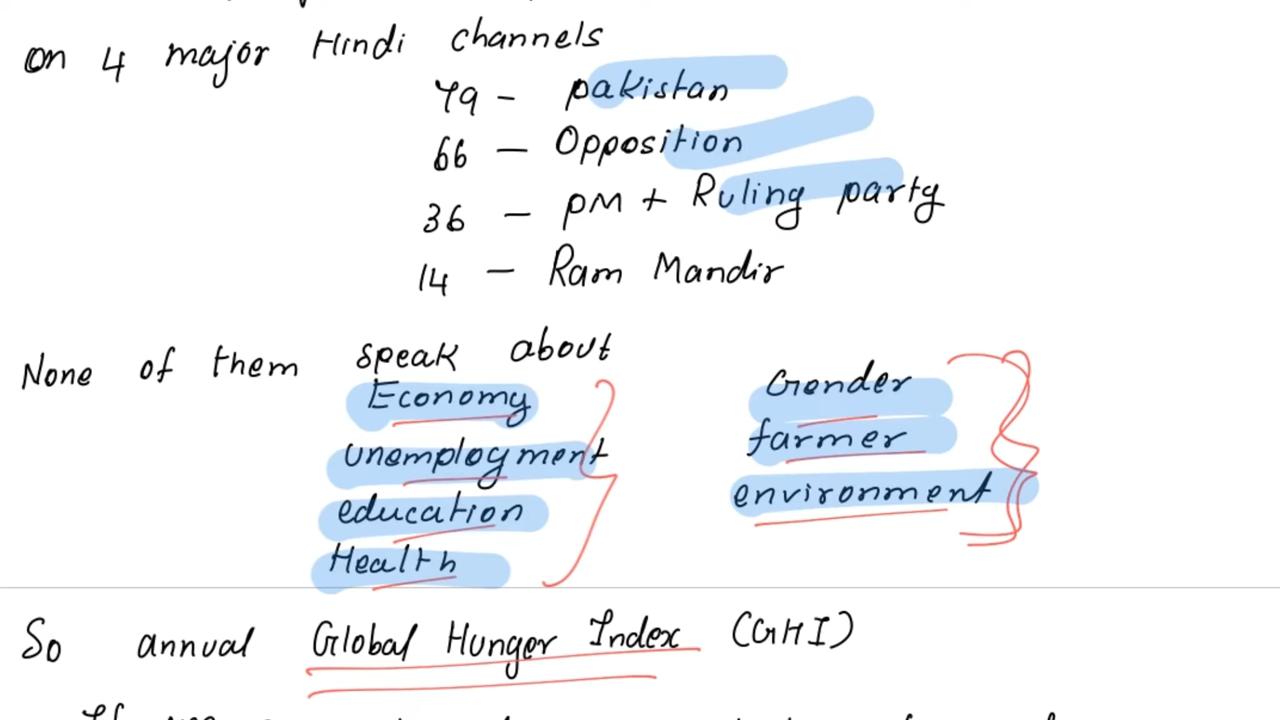 on 4 major Hindi channels
79 - pakistan
66 - Opposition
36 - PM + Ruling party
14 - Ram Mandir
None of them speak about
Economy
unemployment
education
Health
Gender
farmer
environment
So annual Global Hunger Index (GHI)